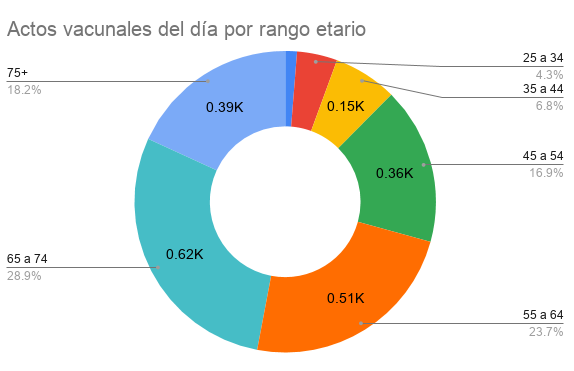 Actos vacunales del día por rango etario
75+
18.2%
25 a 34
4.3%
35 a 44
6.8%
0.39K
0.15K
45 a 54
16.9%
0.36K
65 a 74
28.9%
0.62K
0.51K
55 a 64
23.7%